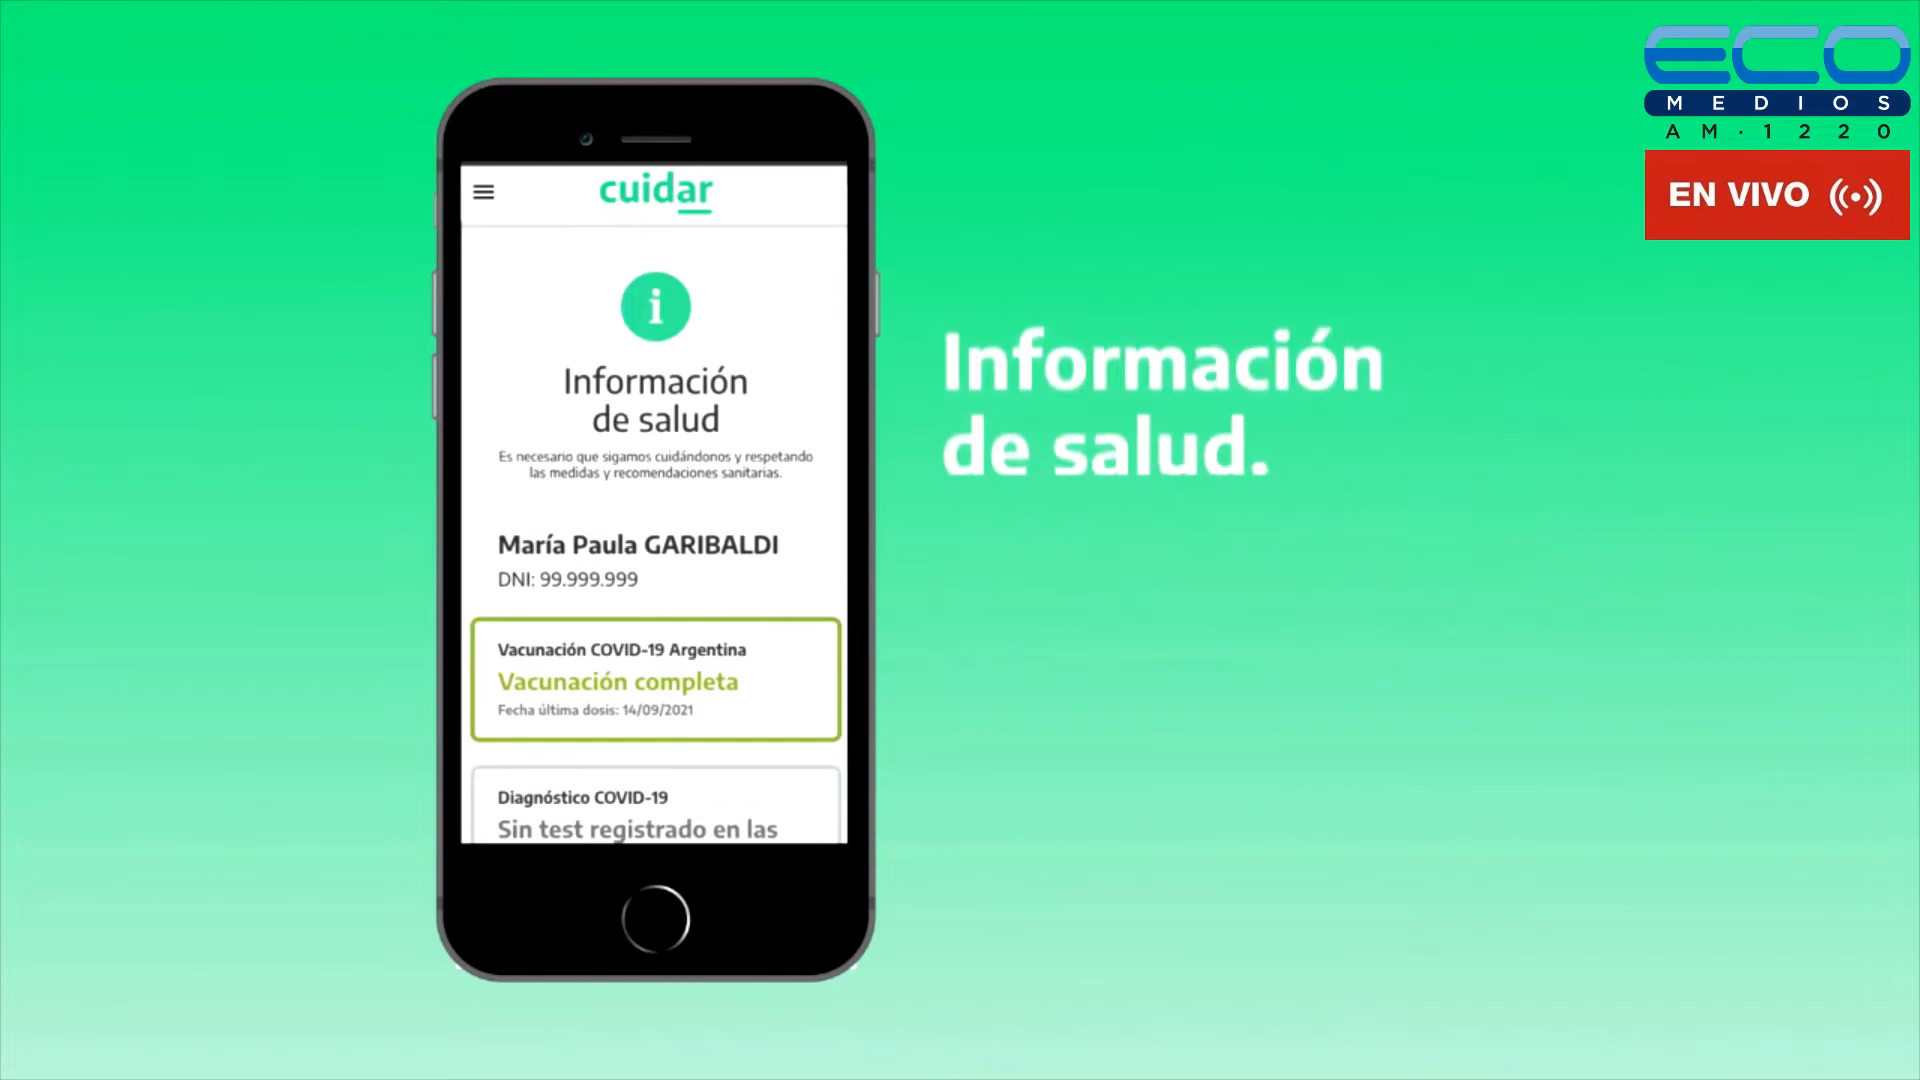 ECO
MEDIOS
AM·1220
EN VIVO
cuidar
i
Información
de salud
Es necesario que sigamos cuidándonos y respetando
las medidas y recomendaciones sanitarias.
María Paula GARIBALDI
DNI: 99.999.999
Vacunación COVID-19 Argentina
Vacunación completa
Fecha última dosis: 14/09/2021
Diagnóstico COVID-19
Sin test registrado en las
Información
de salud.